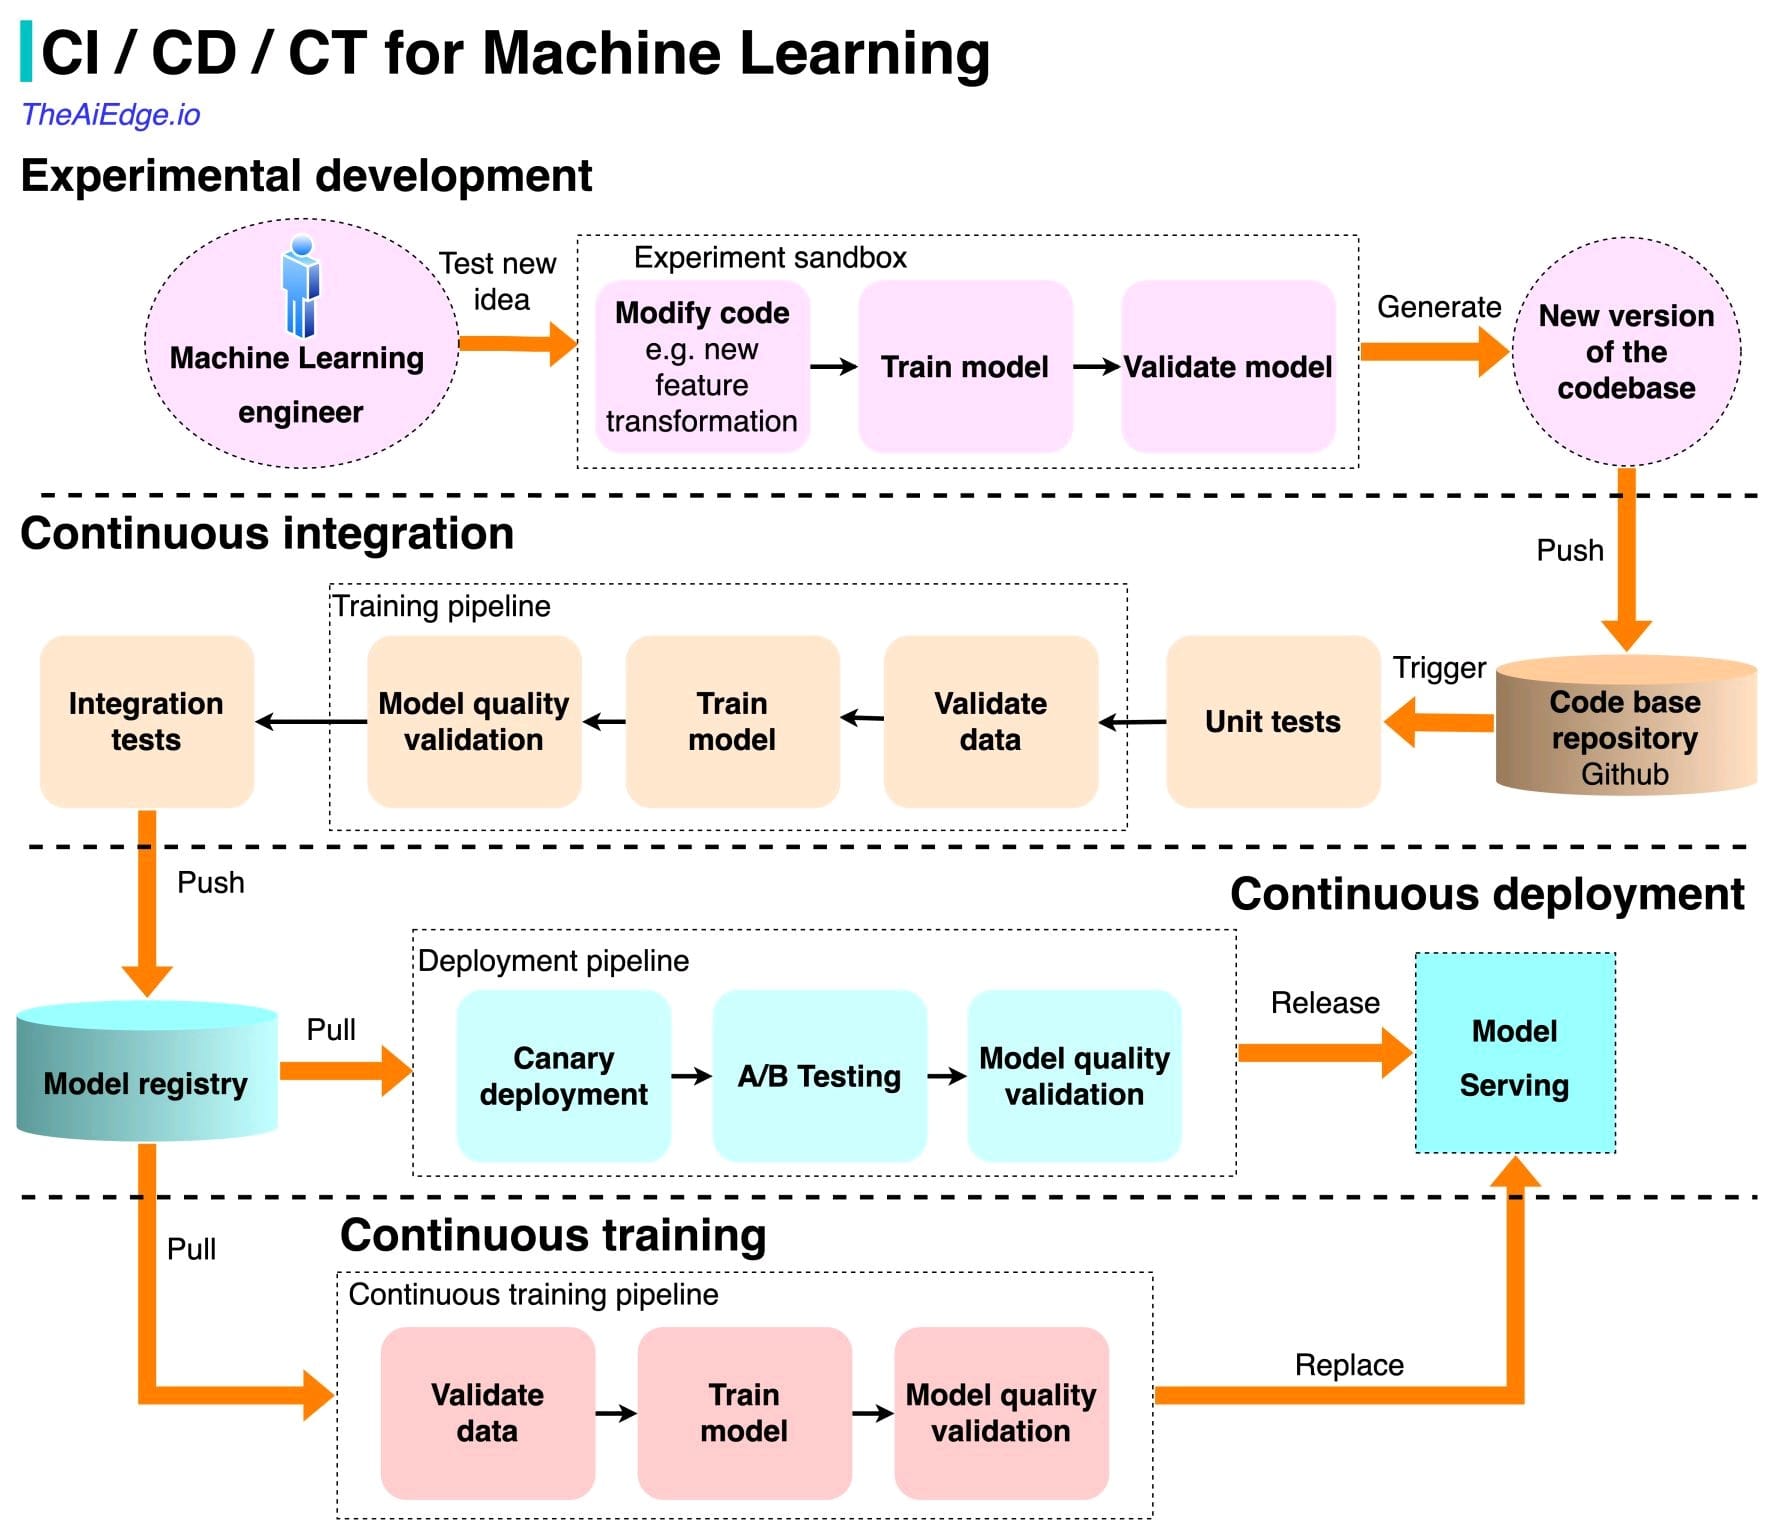 CI / CD / CT for Machine Learning
TheAiEdge.io
Experimental development
Machine Learning
engineer
Test new
idea
Experiment sandbox
Modify code
e.g. new
feature
transformation
Train model
Validate model
Generate
New version
of the
codebase
Push
Continuous integration
Code base
repository
Github
Trigger
Unit tests
Training pipeline
Validate
data
Train
model
Model quality
validation
Integration
tests
Push
Continuous deployment
Model registry
Pull
Deployment pipeline
Canary
deployment
A/B Testing
Model quality
validation
Release
Model
Serving
Pull
Continuous training
Continuous training pipeline
Validate
data
Train
model
Model quality
validation
Replace